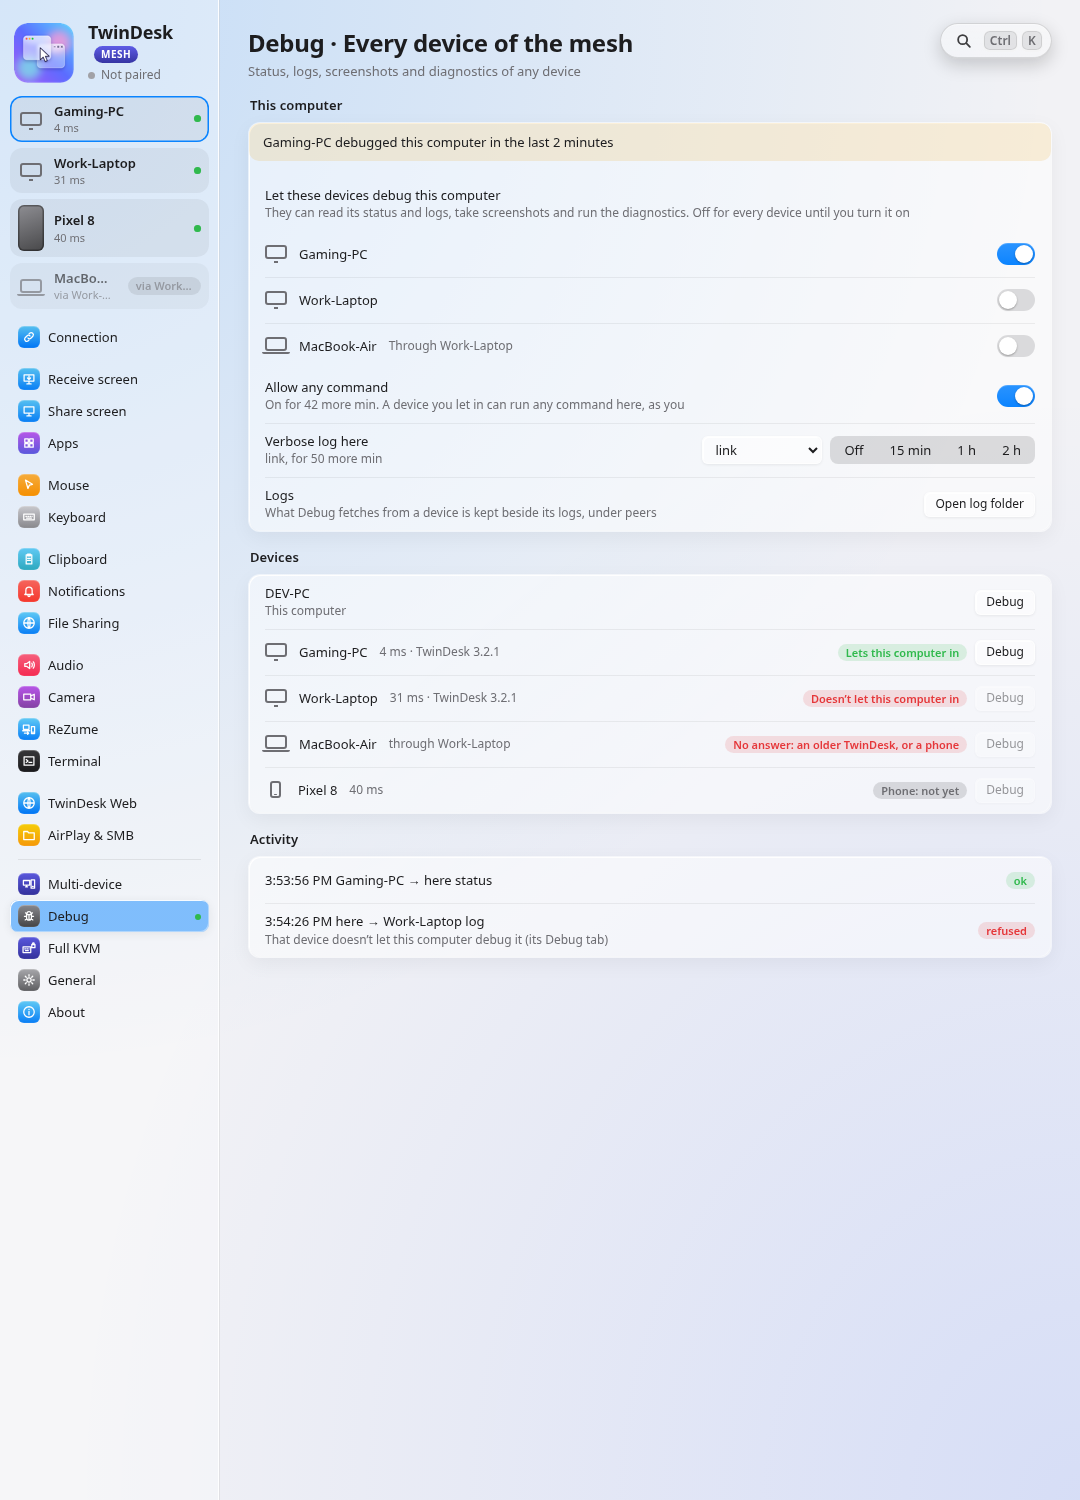 TwinDesk
MESH
Not paired
Gaming-PC
4 ms
Work-Laptop
31 ms
Pixel 8
40 ms
MacBo...
via Work-...
via Work...
Connection
Receive screen
Share screen
Apps
Mouse
Keyboard
Clipboard
Notifications
File Sharing
Audio
Camera
ReZume
Terminal
TwinDesk Web
AirPlay & SMB
Multi-device
Debug
Full KVM
General
About
Debug · Every device of the mesh
Status, logs, screenshots and diagnostics of any device
Ctrl K
This computer
Gaming-PC debugged this computer in the last 2 minutes
Let these devices debug this computer
They can read its status and logs, take screenshots and run the diagnostics. Off for every device until you turn it on
Gaming-PC
Work-Laptop
MacBook-Air Through Work-Laptop
Allow any command
On for 42 more min. A device you let in can run any command here, as you
Verbose log here
link, for 50 more min
link
Off 15 min 1 h 2 h
Logs
What Debug fetches from a device is kept beside its logs, under peers
Open log folder
Devices
DEV-PC
This computer
Debug
Gaming-PC 4 ms · TwinDesk 3.2.1 Lets this computer in Debug
Work-Laptop 31 ms · TwinDesk 3.2.1 Doesn’t let this computer in Debug
MacBook-Air through Work-Laptop No answer: an older TwinDesk, or a phone Debug
Pixel 8 40 ms Phone: not yet Debug
Activity
3:53:56 PM Gaming-PC → here status ok
3:54:26 PM here → Work-Laptop log
That device doesn’t let this computer debug it (its Debug tab)
refused